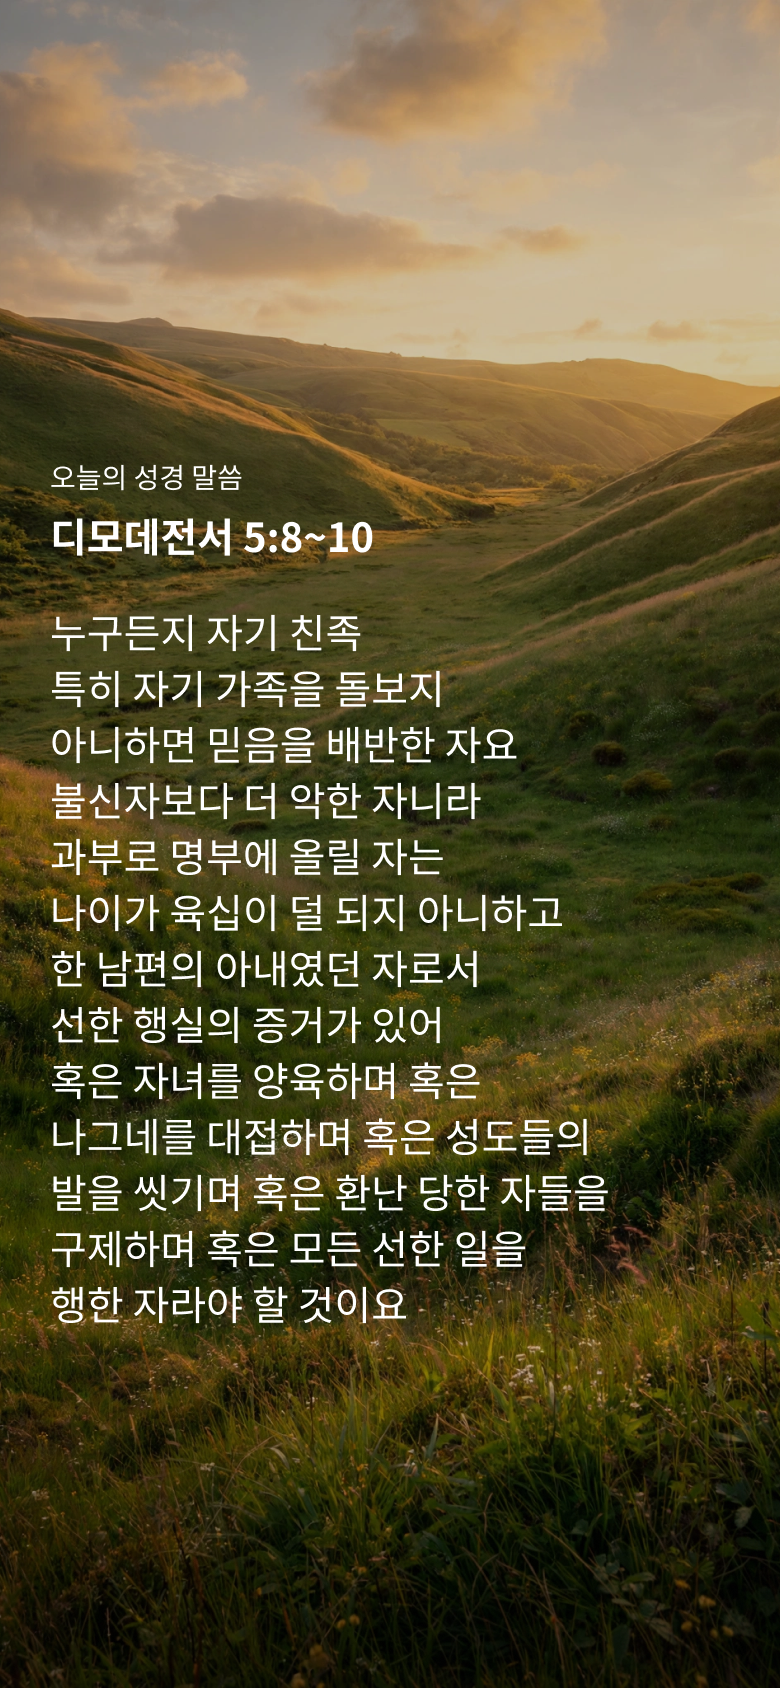 오늘의 성경 말씀
디모데전서 5:8~10
누구든지 자기 친족
특히 자기 가족을 돌보지
아니하면 믿음을 배반한 자요
불신자보다 더 악한 자니라
과부로 명부에 올릴 자는
나이가 육십이 덜 되지 아니하고
한 남편의 아내였던 자로서
선한 행실의 증거가 있어
혹은 자녀를 양육하며 혹은
나그네를 대접하며 혹은 성도들의
발을 씻기며 혹은 환난 당한 자들을
구제하며 혹은 모든 선한 일을
행한 자라야 할 것이요